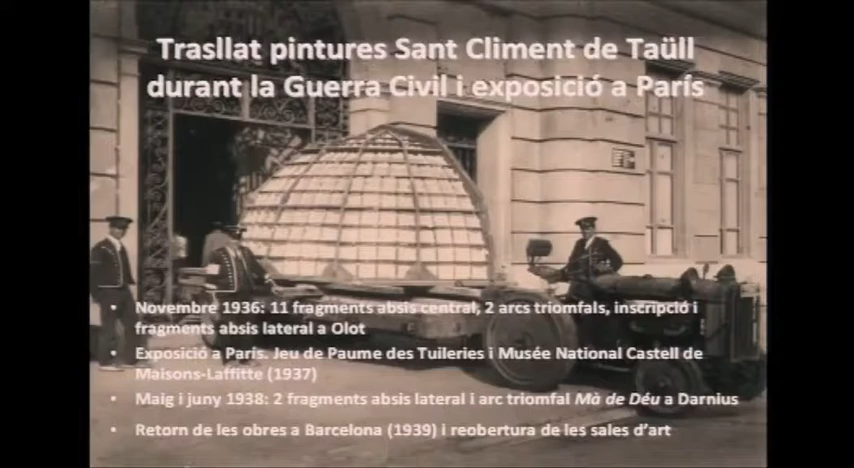 Trasllat pintures Sant Climent de Taüll
durant la Guerra Civil i exposició a París
• Novembre 1936: 11 fragments absis central, 2 arcs triomfals, inscripció i
fragments absis lateral a Olot
• Exposició a París. Jeu de Paume des Tuileries i Musée National Castell de
Maisons-Laffitte (1937)
• Maig i juny 1938: 2 fragments absis lateral i arc triomfal Mà de Déu a Darnius
• Retorn de les obres a Barcelona (1939) i reobertura de les sales d'art